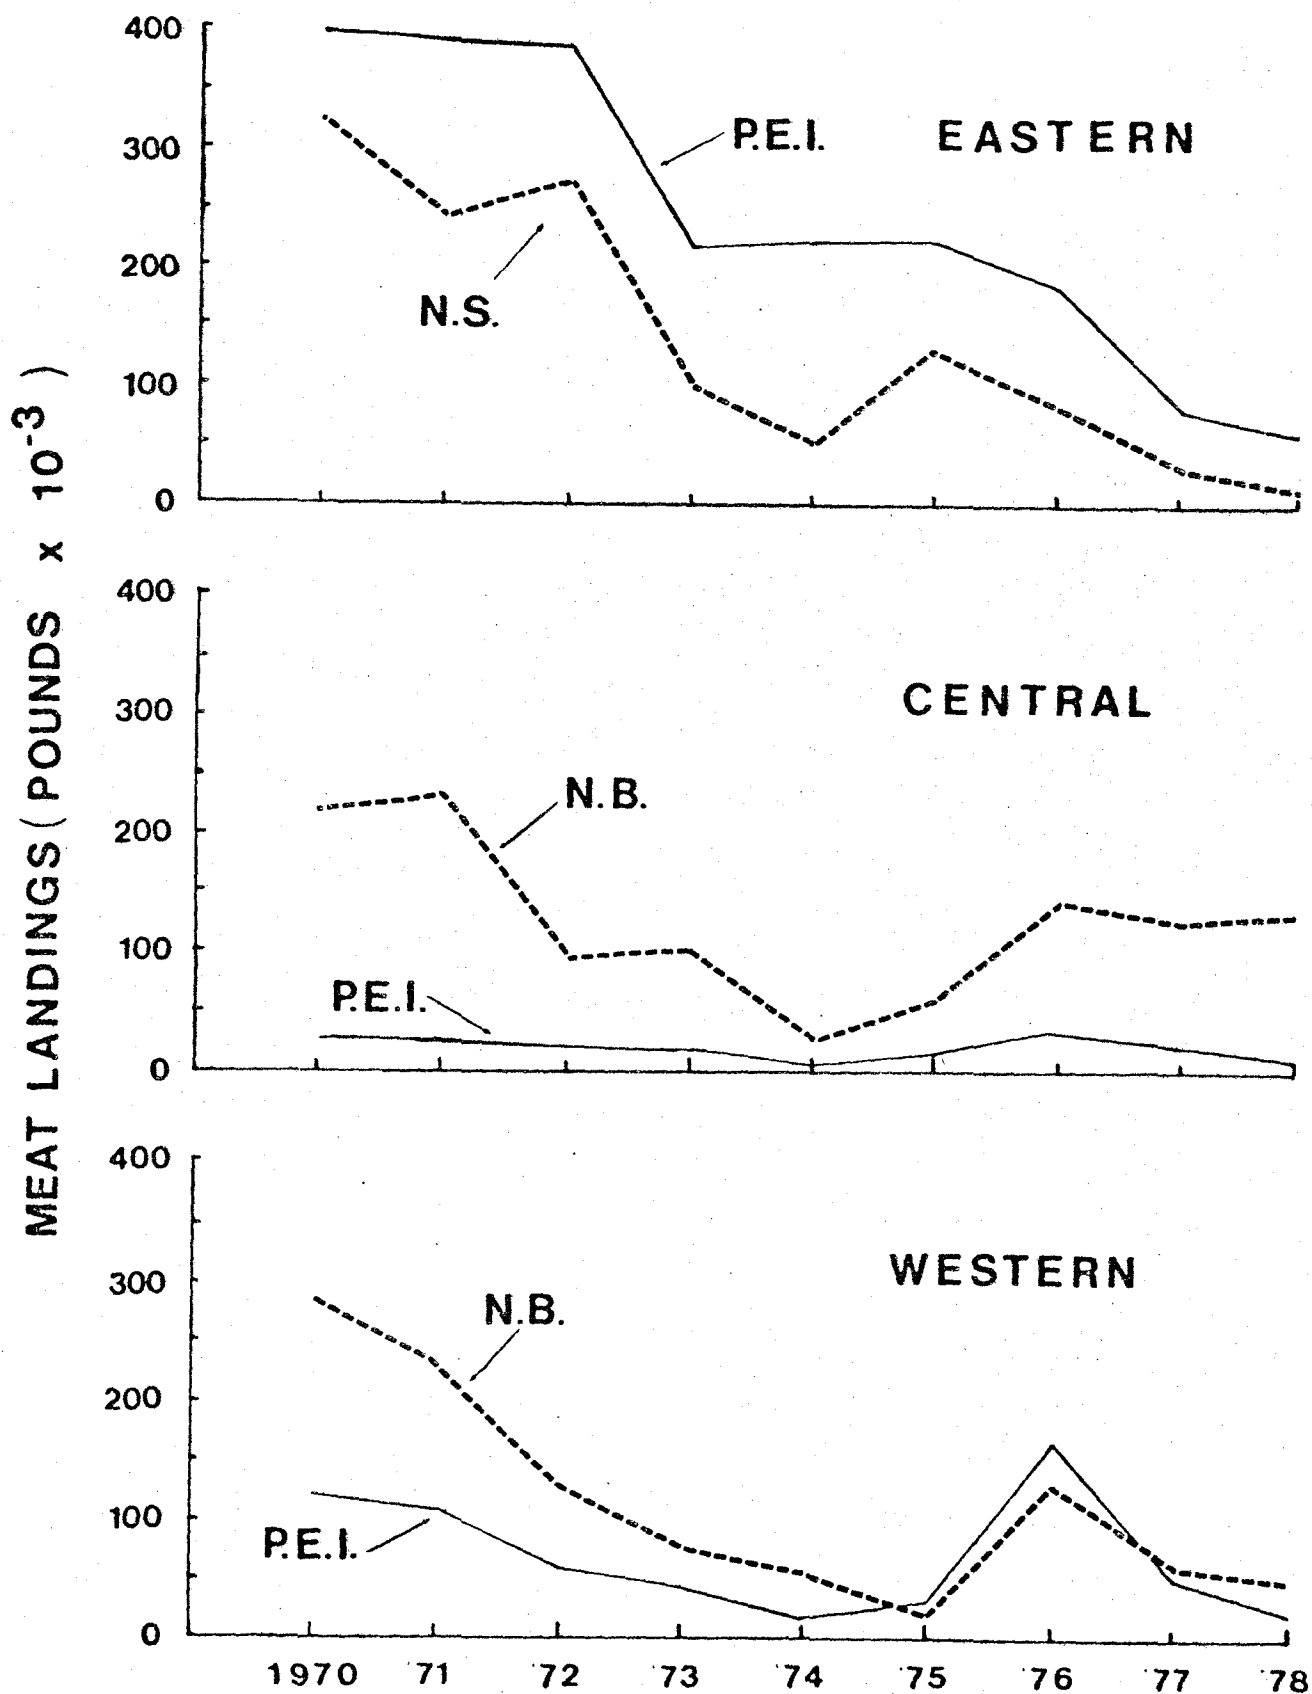 MEAT LANDINGS (POUNDS x 10-3 )
400
300
200
100
0
P.E.I.
EASTERN
N.S.
400
300
200
100
0
CENTRAL
N.B.
P.E.I.
400
300
200
100
0
WESTERN
N.B.
P.E.I.
1970 '71 '72 '73 '74 '75 '76 '77 '78